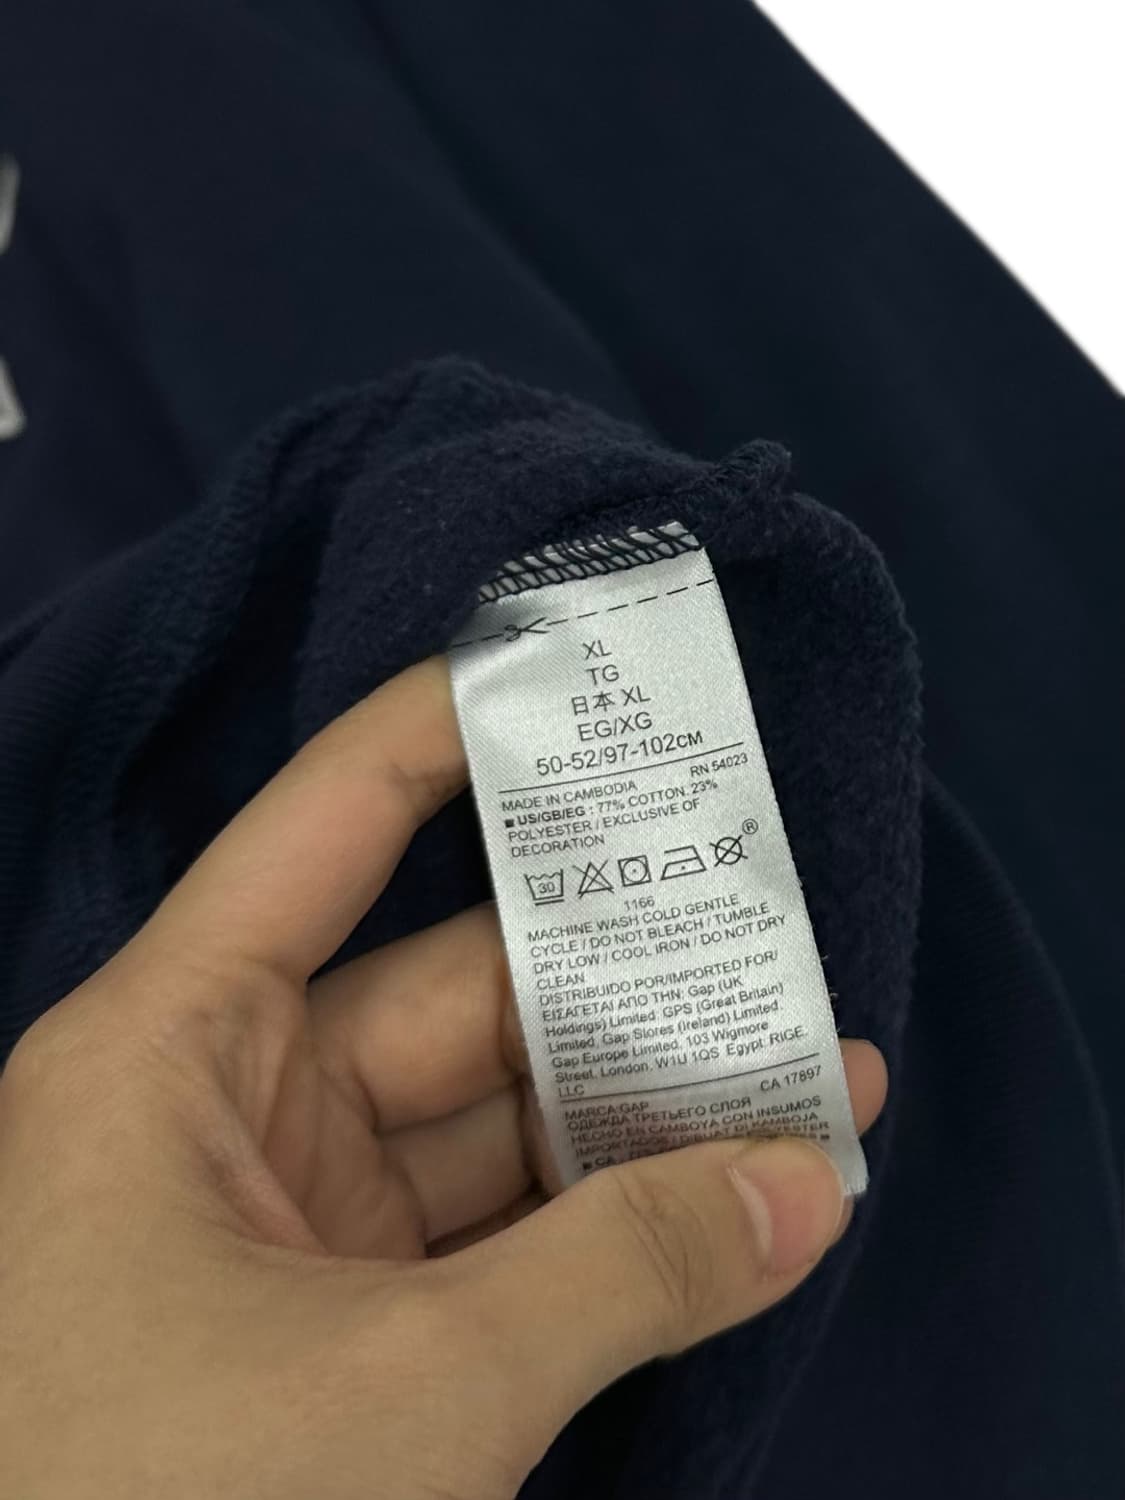 XL
TG
日本 XL
EG/XG
50-52/97-102CM
RN 54023
MADE IN CAMBODIA
■ US/GB/EG : 77% COTTON. 23%
POLYESTER / EXCLUSIVE OF
DECORATION
30
®
1166
MACHINE WASH COLD GENTLE
CYCLE / DO NOT BLEACH / TUMBLE
DRY LOW / COOL IRON / DO NOT DRY
CLEAN
DISTRIBUIDO POR/IMPORTED FOR/
ΕΙΣΑΓΕΤΑΙ ΑΠΟ ΤΗΝ: Gap (UK
Holdings) Limited. GPS (Great Britain)
Limited, Gap Stores (Ireland) Limited.
Gap Europe Limited, 103 Wigmore
Street, London, W1U 1QS Egypt: RIGE.
LLC
CA 17897
MARCA:GAP
ОДЕЖДА ТРЕТЬЕГО СЛОЯ
HECHO EN CAMBOYA CON INSUMOS
IMPORTADOS
■ CA